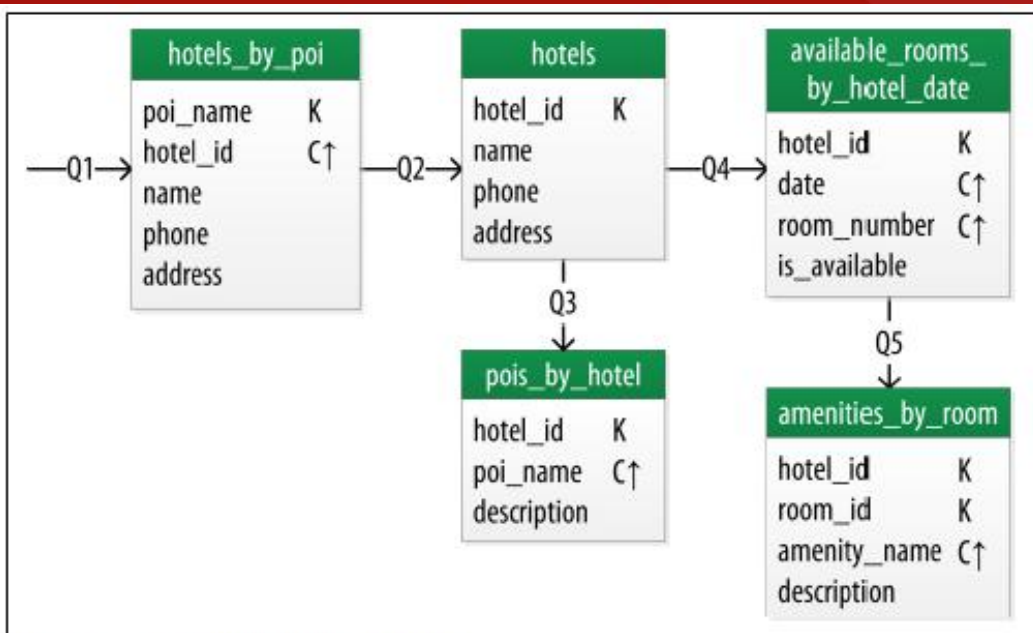 hotels_by_poi
poi_name K
hotel_id C↑
name
phone
address
Q1
Q2
hotels
hotel_id K
name
phone
address
Q3
pois_by_hotel
hotel_id K
poi_name C↑
description
Q4
available_rooms_
by_hotel_date
hotel_id K
date C↑
room_number C↑
is_available
Q5
amenities_by_room
hotel_id K
room_id K
amenity_name C↑
description